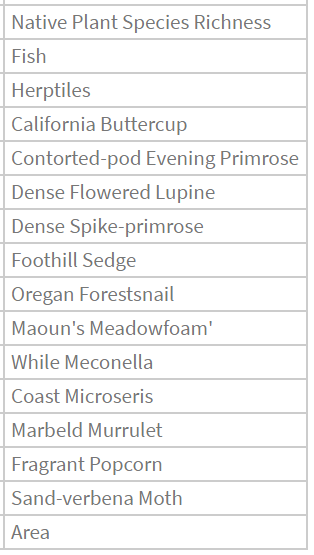 Native Plant Species Richness
Fish
Herptiles
California Buttercup
Contorted-pod Evening Primrose
Dense Flowered Lupine
Dense Spike-primrose
Foothill Sedge
Oregan Forestsnail
Maoun's Meadowfoam'
While Meconella
Coast Microseris
Marbeld Murrulet
Fragrant Popcorn
Sand-verbena Moth
Area